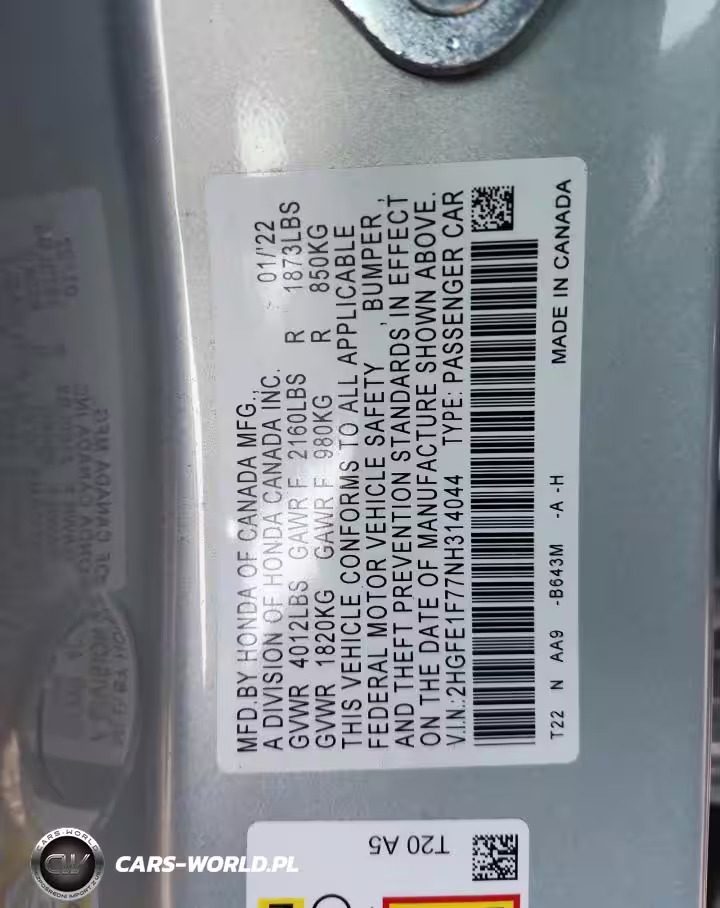 MFD.BY HONDA OF CANADA MFG.,
A DIVISION OF HONDA CANADA INC. 01/'22
GVWR 4012LBS GAWR F 2160LBS R 1873LBS
GVWR 1820KG GAWR F 980KG R 850KG
THIS VEHICLE CONFORMS TO ALL APPLICABLE
FEDERAL MOTOR VEHICLE SAFETY , BUMPER ,
AND THEFT PREVENTION STANDARDS, IN EFFECT
ON THE DATE OF MANUFACTURE SHOWN ABOVE.
V.I.N.:2HGFE1F77NH314044 TYPE: PASSENGER CAR
T22 N AA9 -B643M -A -H MADE IN CANADA
T20 A5
CARS-WORLD
CW
CARS-WORLD.PL